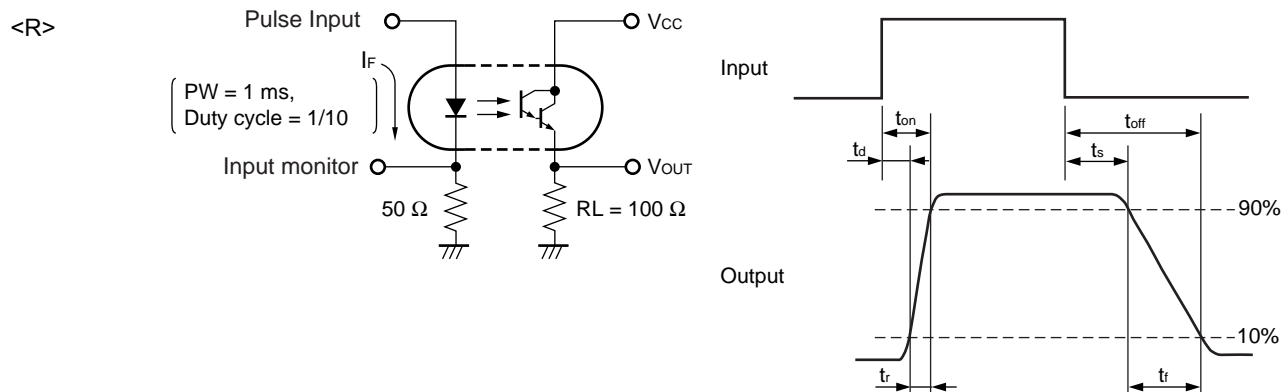 <R>
Pulse Input
VCC
IF
PW = 1 ms,
Duty cycle = 1/10
Input monitor
VOUT
50 Ω
RL = 100 Ω
Input
ton
toff
td
ts
90%
Output
10%
tr
tf